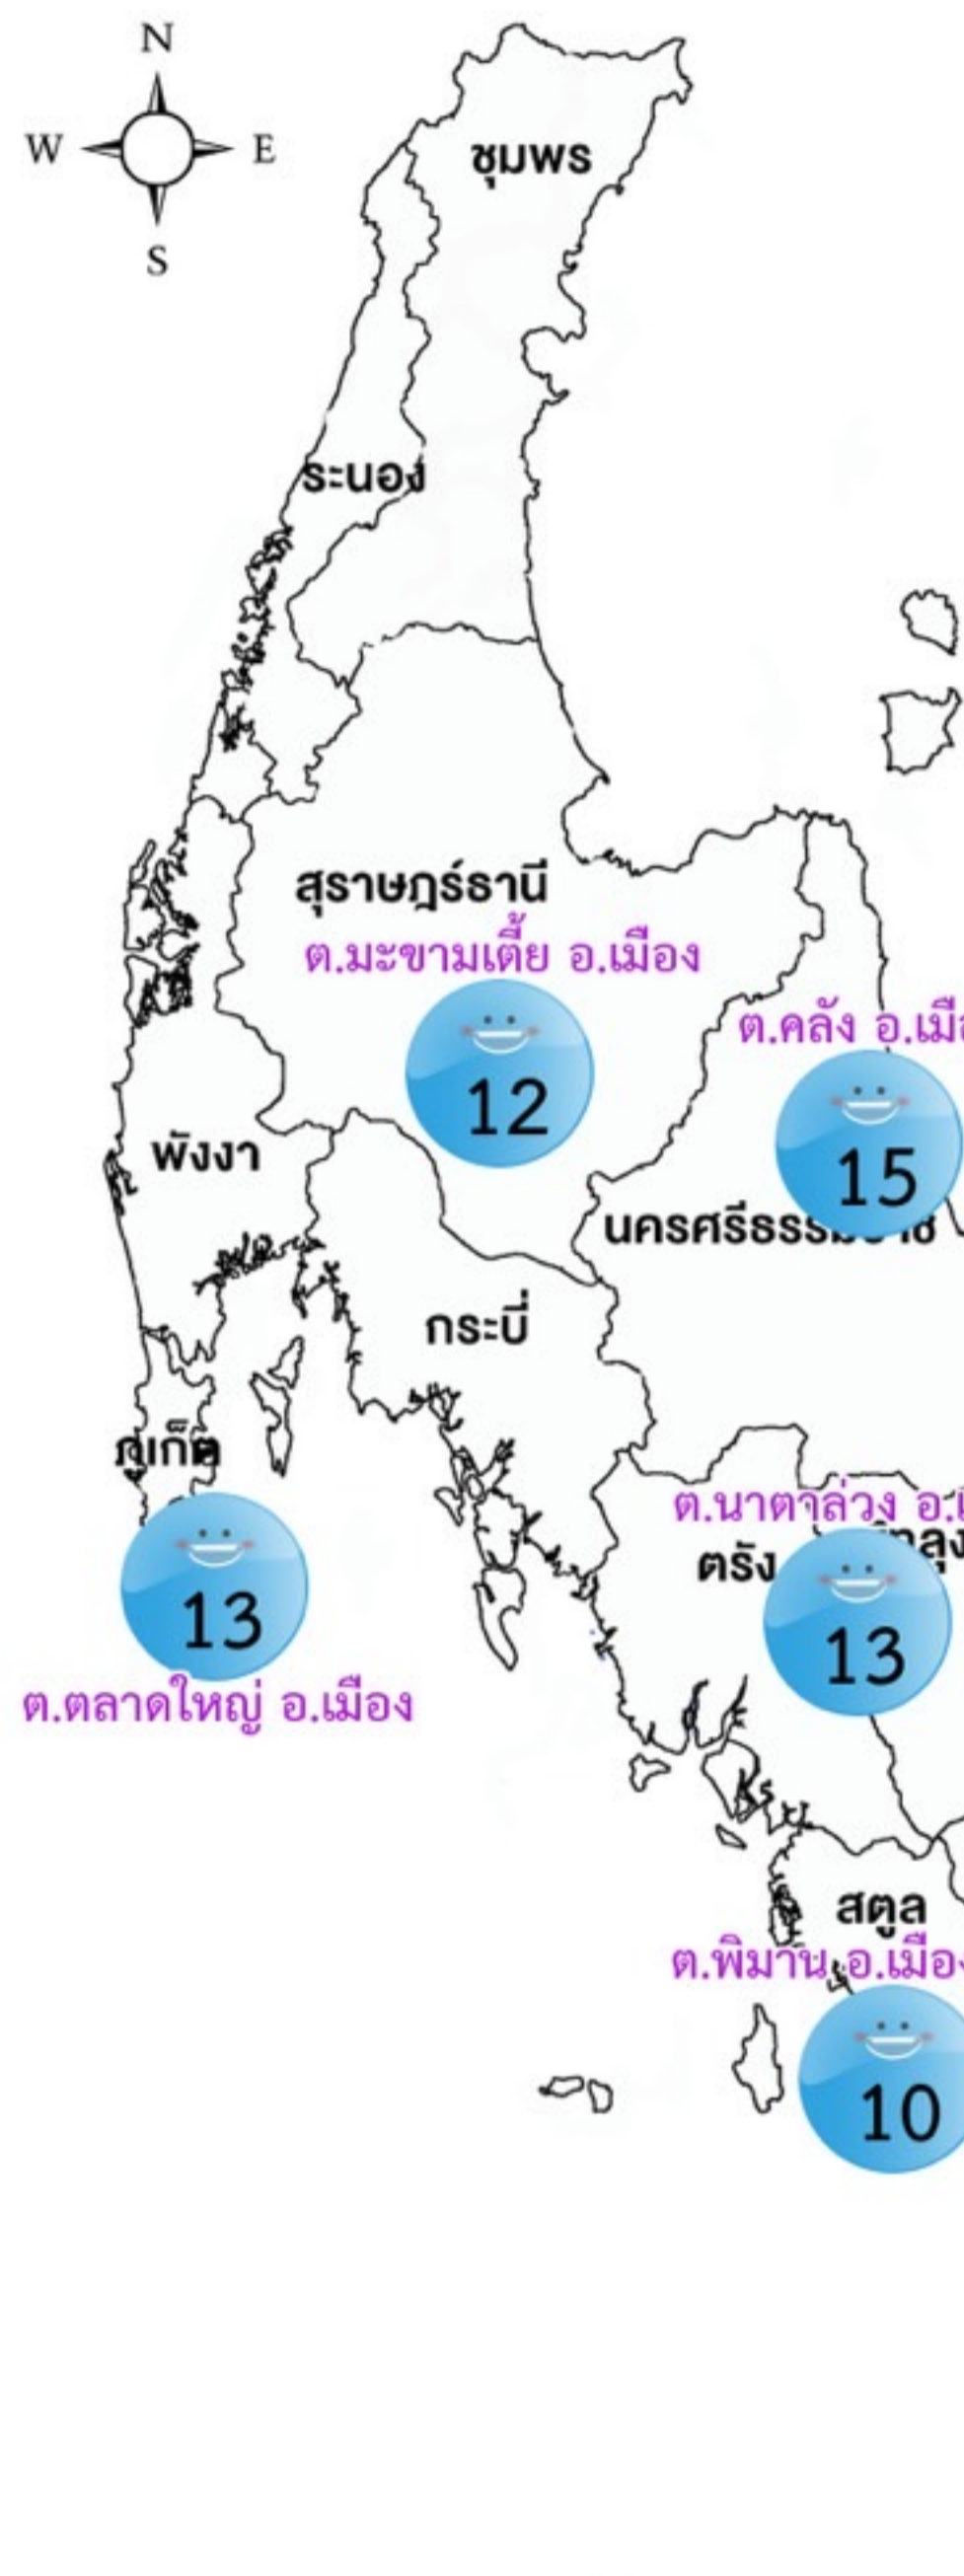 N
W E
S
ชุมพร
ระนอง
สุราษฎร์ธานี
ต.มะขามเตี้ย อ.เมือง
12
ต.คลัง
15
พังงา
กระบี่
ภูเก็ต
13
ต.ตลาดใหญ่ อ.เมือง
ต.นาตาล่วง
ตรัง
13
สตูล
ต.พิมาน อ.เมือง
10